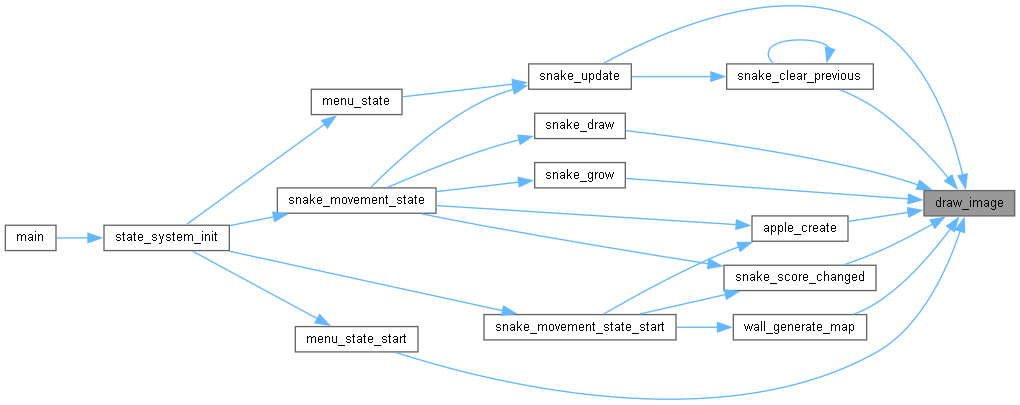 snake_update
snake_clear_previous
menu_state
snake_draw
snake_grow
snake_movement_state
draw_image
apple_create
main
state_system_init
snake_score_changed
snake_movement_state_start
wall_generate_map
menu_state_start